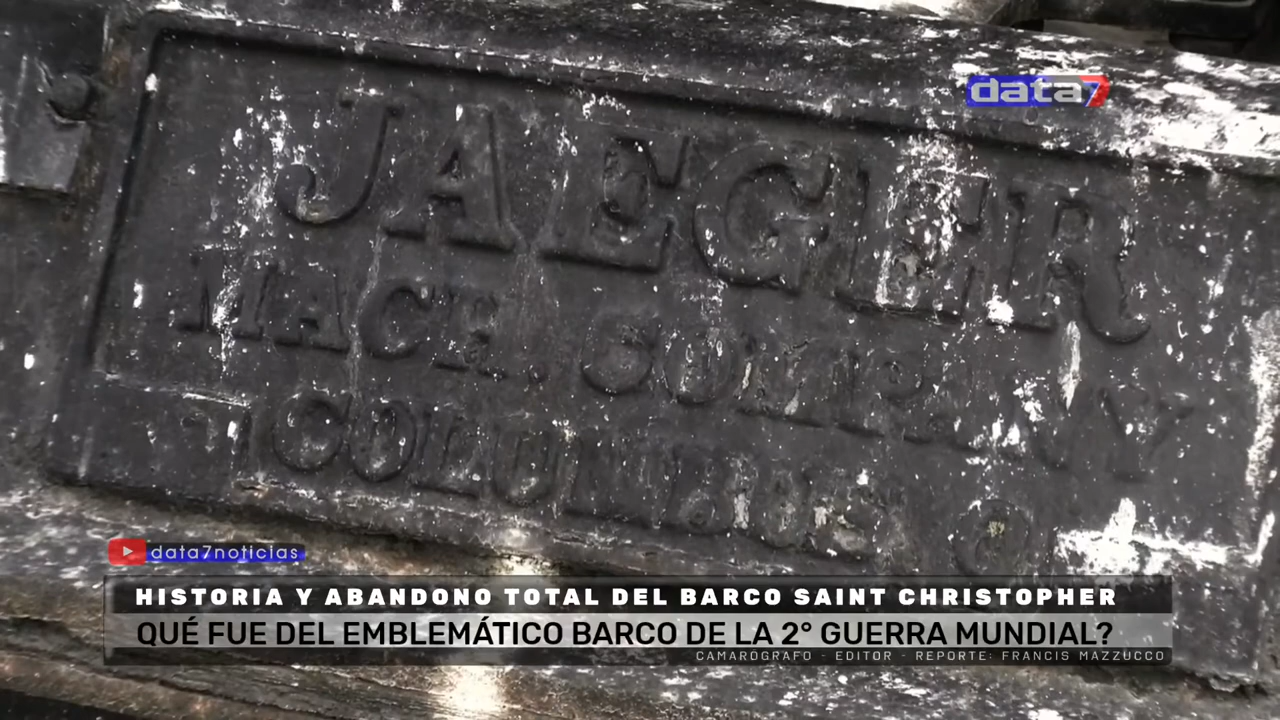 data7
JAEGER
MACH. COMPANY
COLUMBUS O
data7noticias
HISTORIA Y ABANDONO TOTAL DEL BARCO SAINT CHRISTOPHER
QUÉ FUE DEL EMBLEMÁTICO BARCO DE LA 2° GUERRA MUNDIAL?
CAMARÓGRAFO - EDITOR - REPORTE: FRANCIS MAZZUCCO